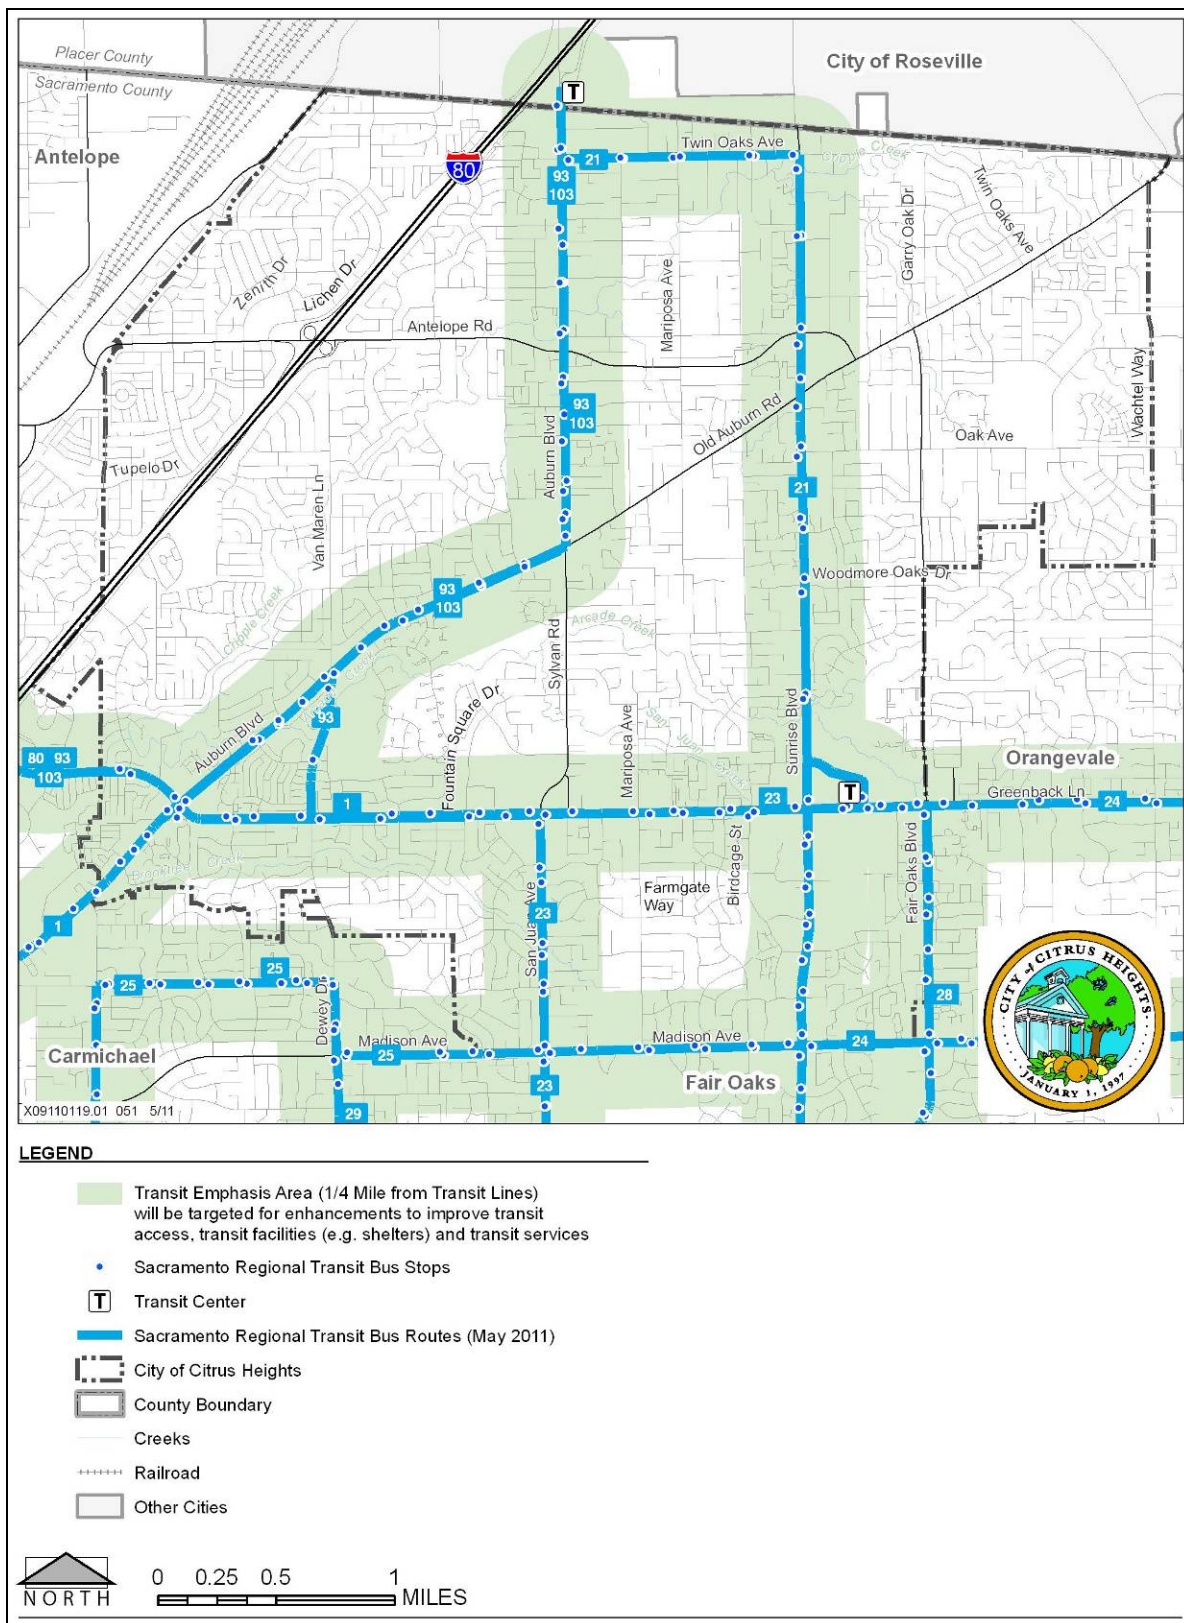 Placer County
Sacramento County
City of Roseville
T
Antelope
80
Twin Oaks Ave
21
93
103
Cripple Creek
Garry Oak Dr
Twin Oaks Ave
Zenith Dr
Lichen Dr
Mariposa Ave
Antelope Rd
Wachtel Way
93
103
Auburn Blvd
Old Auburn Rd
Oak Ave
Tupelo Dr
Van Maren Ln
21
Woodmore Oaks Dr
93
103
Cripple Creek
Arcade Creek
Sylvan Rd
Fountain Square Dr
Mariposa Ave
San Juan Creek
Sunrise Blvd
Auburn Blvd
93
80 93
103
Orangevale
T
Greenback Ln
1
23
24
Birdcage St
Fair Oaks Blvd
Brooktree Creek
Farmgate
Way
San Juan Ave
23
1
25
25
Dewey Dr
28
CITY of CITRUS HEIGHTS
JANUARY 1, 1997
Carmichael
Madison Ave
25
Madison Ave
24
Fair Oaks
23
29
X09110119.01 051 5/11
LEGEND
Transit Emphasis Area (1/4 Mile from Transit Lines)
will be targeted for enhancements to improve transit
access, transit facilities (e.g. shelters) and transit services
Sacramento Regional Transit Bus Stops
T Transit Center
Sacramento Regional Transit Bus Routes (May 2011)
City of Citrus Heights
County Boundary
Creeks
Railroad
Other Cities
NORTH
0 0.25 0.5 1
MILES